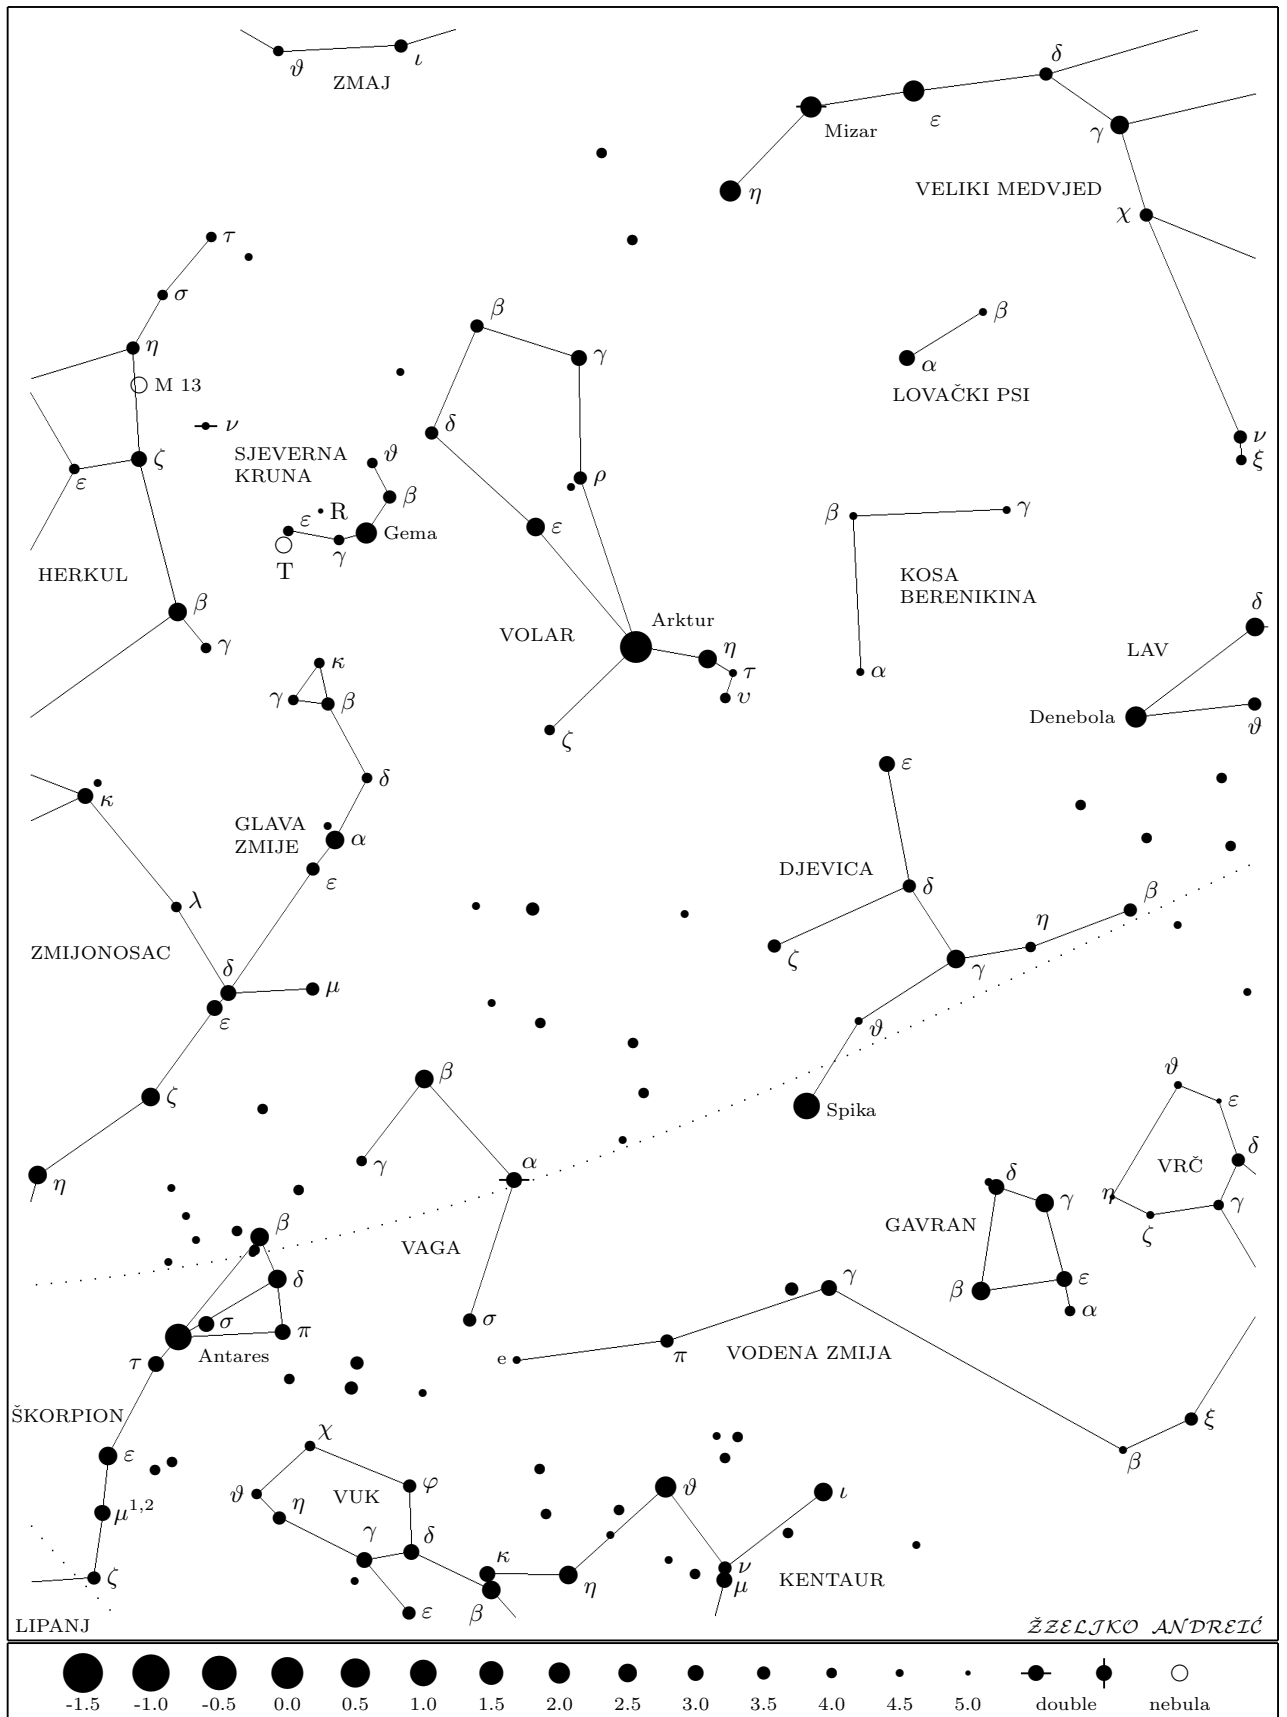 ϑ
ι
ZMAJ
δ
Mizar
ε
γ
η
VELIKI MEDVJED
χ
τ
σ
β
β
η
γ
α
M 13
LOVAČKI PSI
ν
δ
ν
SJEVERNA
KRUNA
ϑ
ζ
ξ
ε
ρ
β
ε R
β
γ
ε
Gema
γ
T
HERKUL
KOSA
BERENIKINA
β
δ
Arktur
VOLAR
γ
η
LAV
κ
τ
α
γ
β
υ
Denebola
ζ
ϑ
ε
δ
κ
GLAVA
ZMIJE
α
DJEVICA
ε
δ
β
λ
η
ZMIJONOSAC
ζ
δ
γ
μ
ε
ϑ
β
ϑ
ζ
ε
Spika
δ
γ
α
VRČ
η
δ
η
γ
γ
GAVRAN
β
ζ
VAGA
δ
γ
ε
β
σ
π
σ
α
τ
Antares
e
π
VODENA ZMIJA
ŠKORPION
ξ
χ
ε
β
ϑ
η
VUK
φ
ϑ
ι
μ1,2
γ
δ
κ
ν
ζ
η
μ
KENTAUR
ε
β
LIPANJ
ŽZELJKO ANDREIĆ
-1.5 -1.0 -0.5 0.0 0.5 1.0 1.5 2.0 2.5 3.0 3.5 4.0 4.5 5.0 double nebula